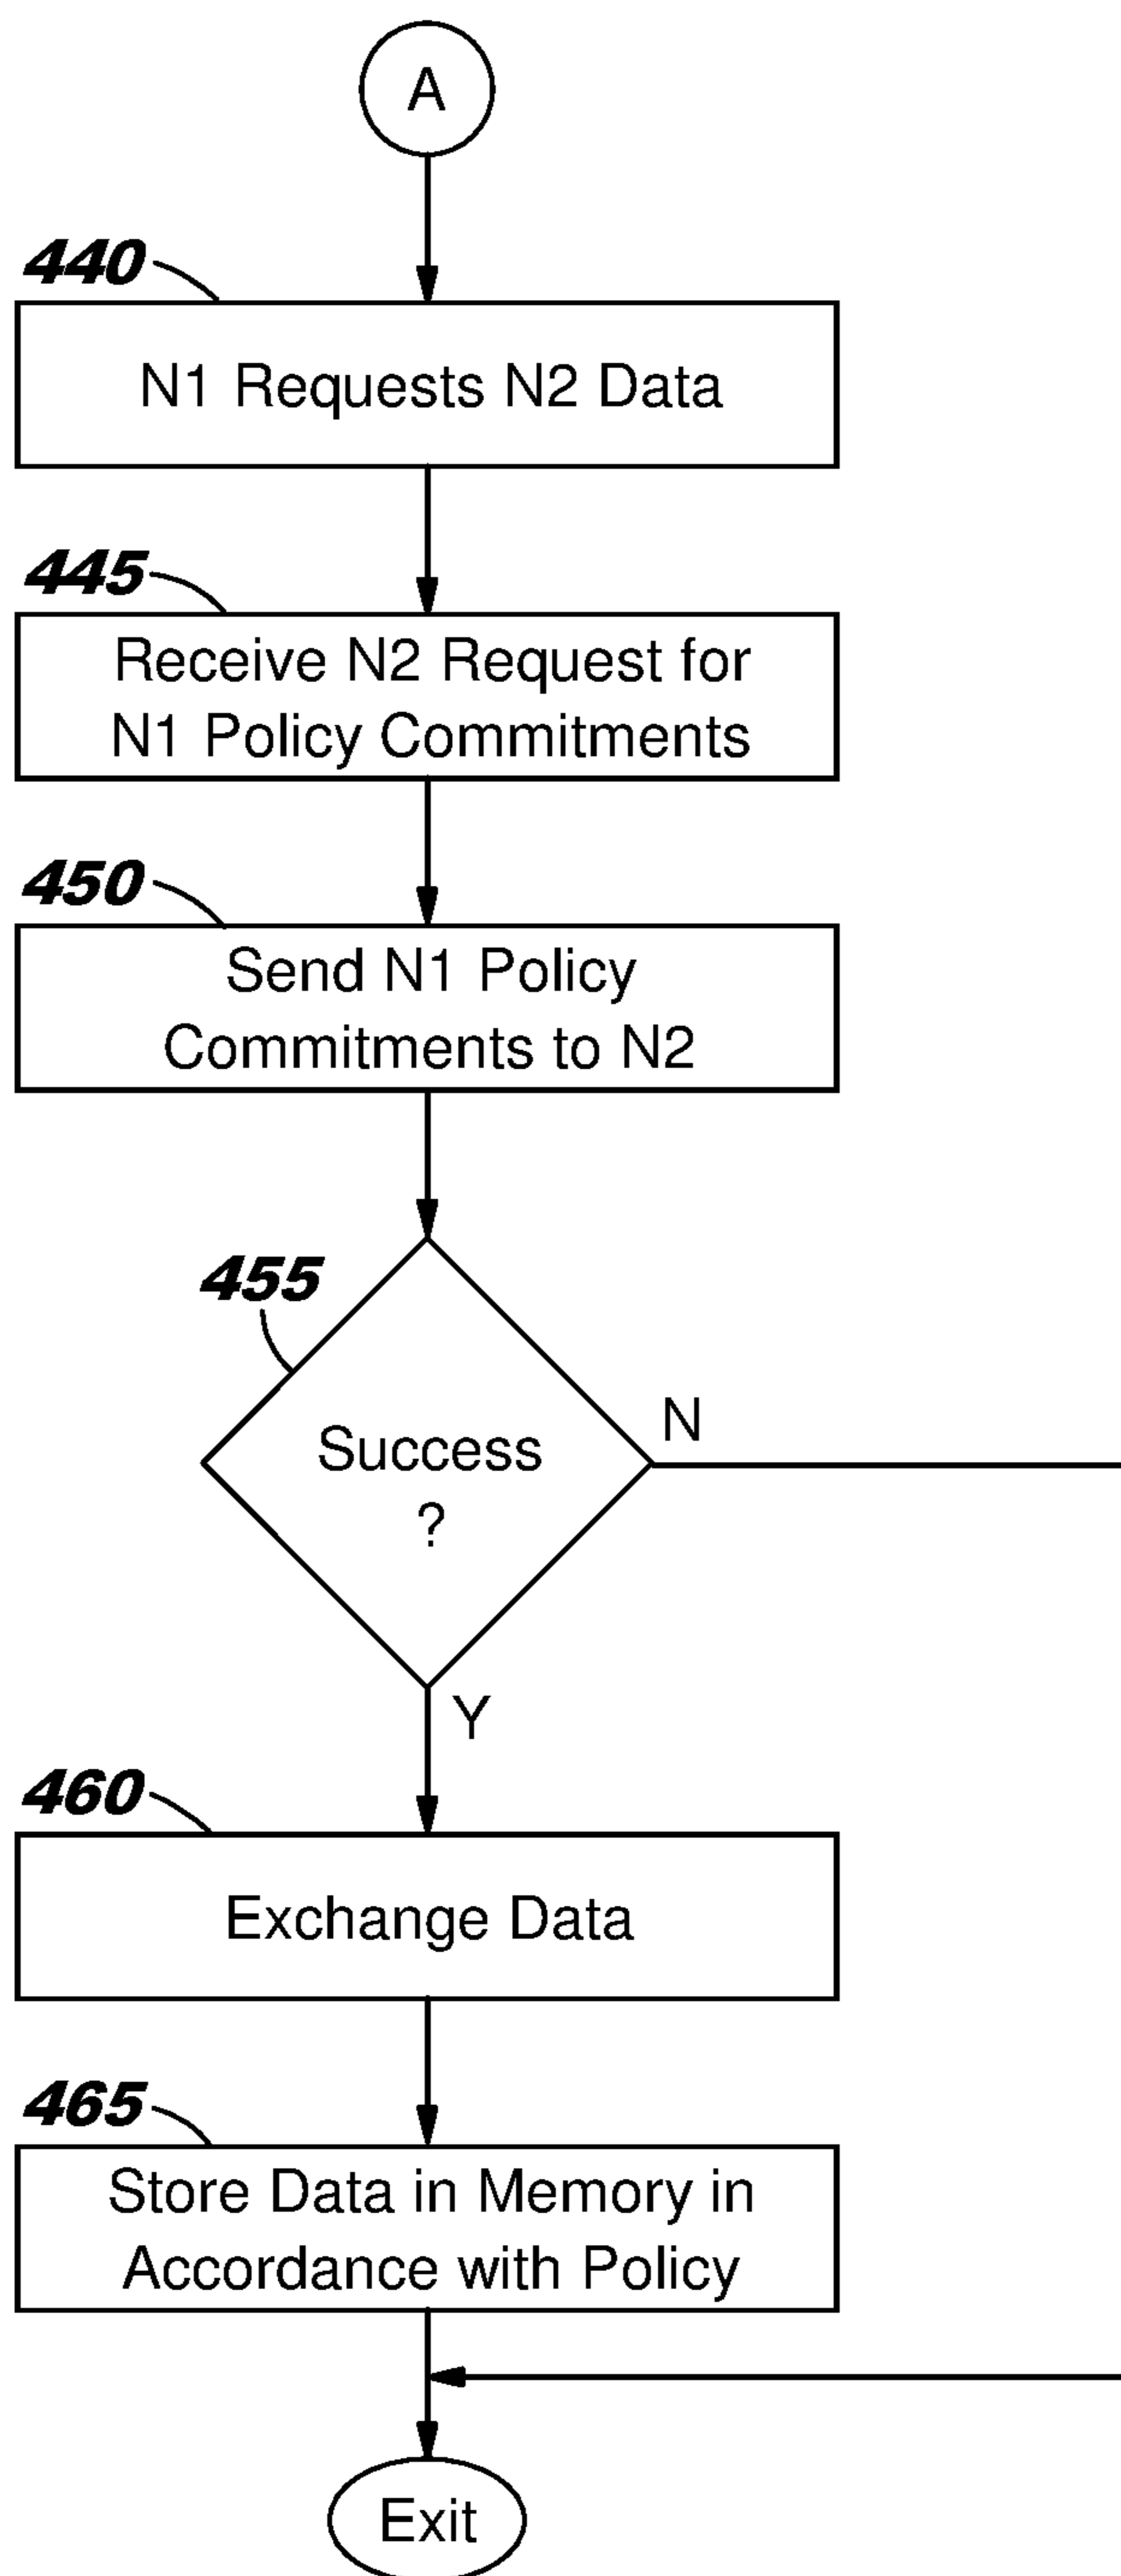 A
440
N1 Requests N2 Data
445
Receive N2 Request for
N1 Policy Commitments
450
Send N1 Policy
Commitments to N2
455
Success
?
N
Y
460
Exchange Data
465
Store Data in Memory in
Accordance with Policy
Exit